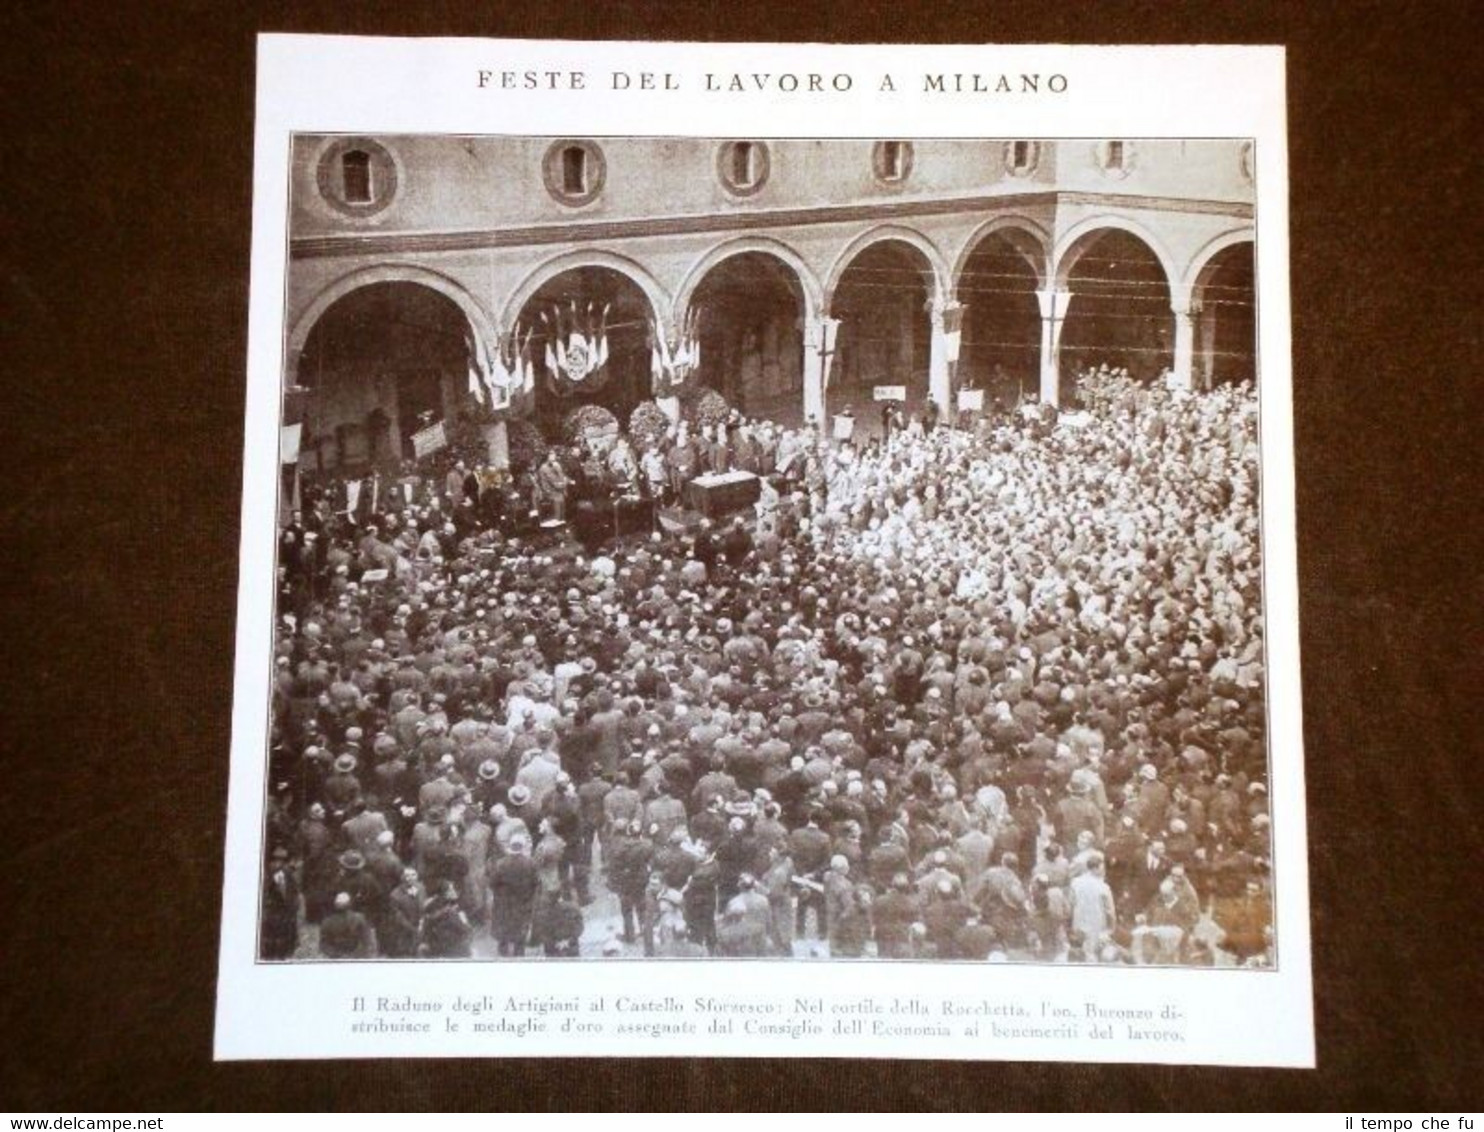 FESTE DEL LAVORO A MILANO
Il Raduno degli Artigiani al Castello Sforzesco: Nel cortile della Rocchetta, l'on. Buronzo di-
stribuisce le medaglie d'oro assegnate dal Consiglio dell'Economia ai benemeriti del lavoro.
www.delcampe.net
il tempo che fu